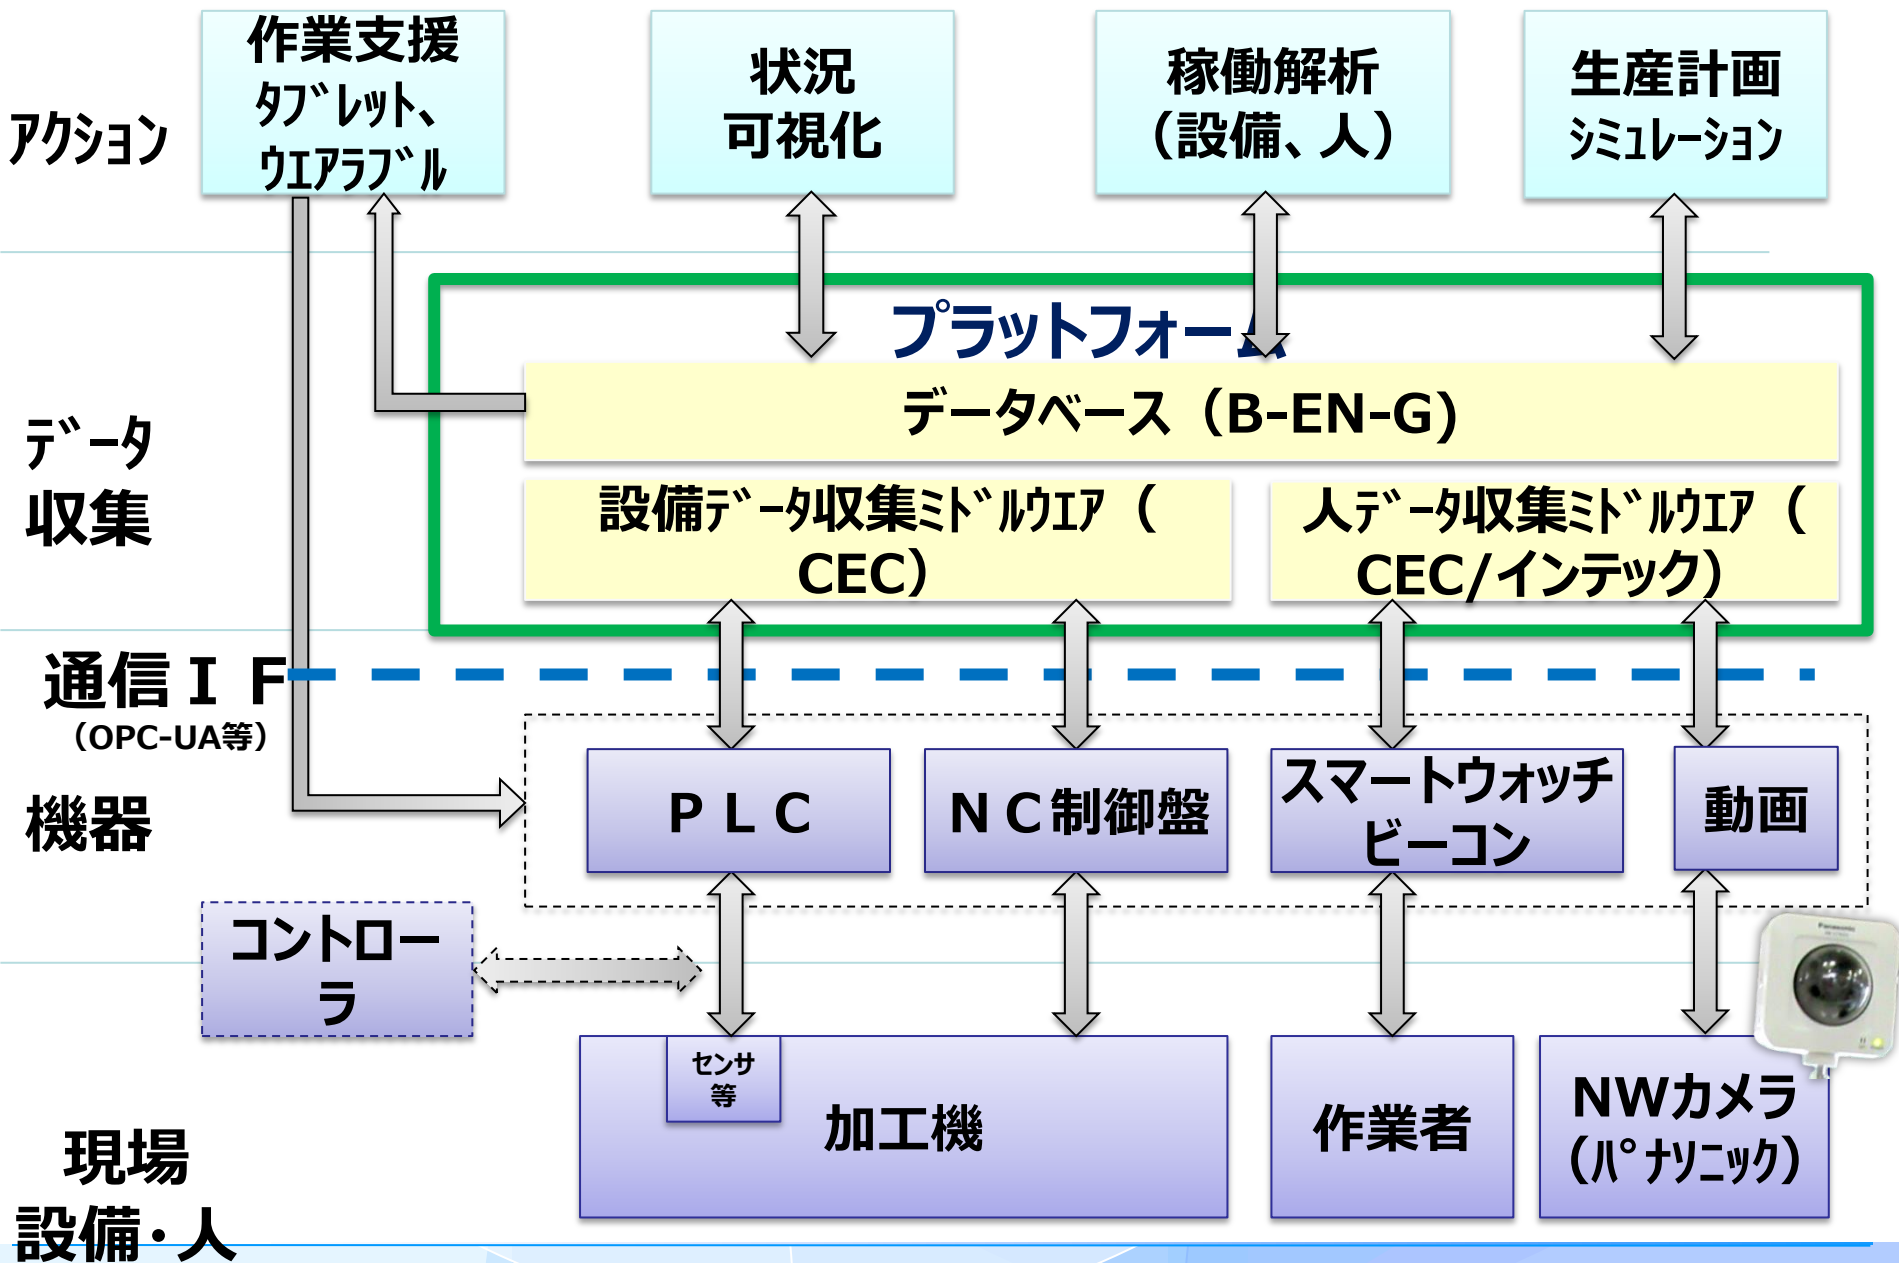 作業支援
ﾀﾌﾞﾚｯﾄ、
ｳｴｱﾗﾌﾞﾙ
状況
可視化
稼働解析
（設備、人）
生産計画
ｼﾐｭﾚｰｼｮﾝ
ｱｸｼｮﾝ
プラットフォーム
データベース（B-EN-G)
ﾃﾞｰﾀ
収集
設備ﾃﾞｰﾀ収集ﾐﾄﾞﾙｳｴｱ（
CEC）
人ﾃﾞｰﾀ収集ﾐﾄﾞﾙｳｴｱ（
CEC/インテック）
通信ＩＦ
（OPC-UA等）
機器
ＰＬＣ
ＮＣ制御盤
スマートウォッチ
ビーコン
動画
コントロー
ラ
Panasonic
センサ
等
加工機
作業者
NWカメラ
（ﾊﾟﾅｿﾆｯｸ）
現場
設備・人